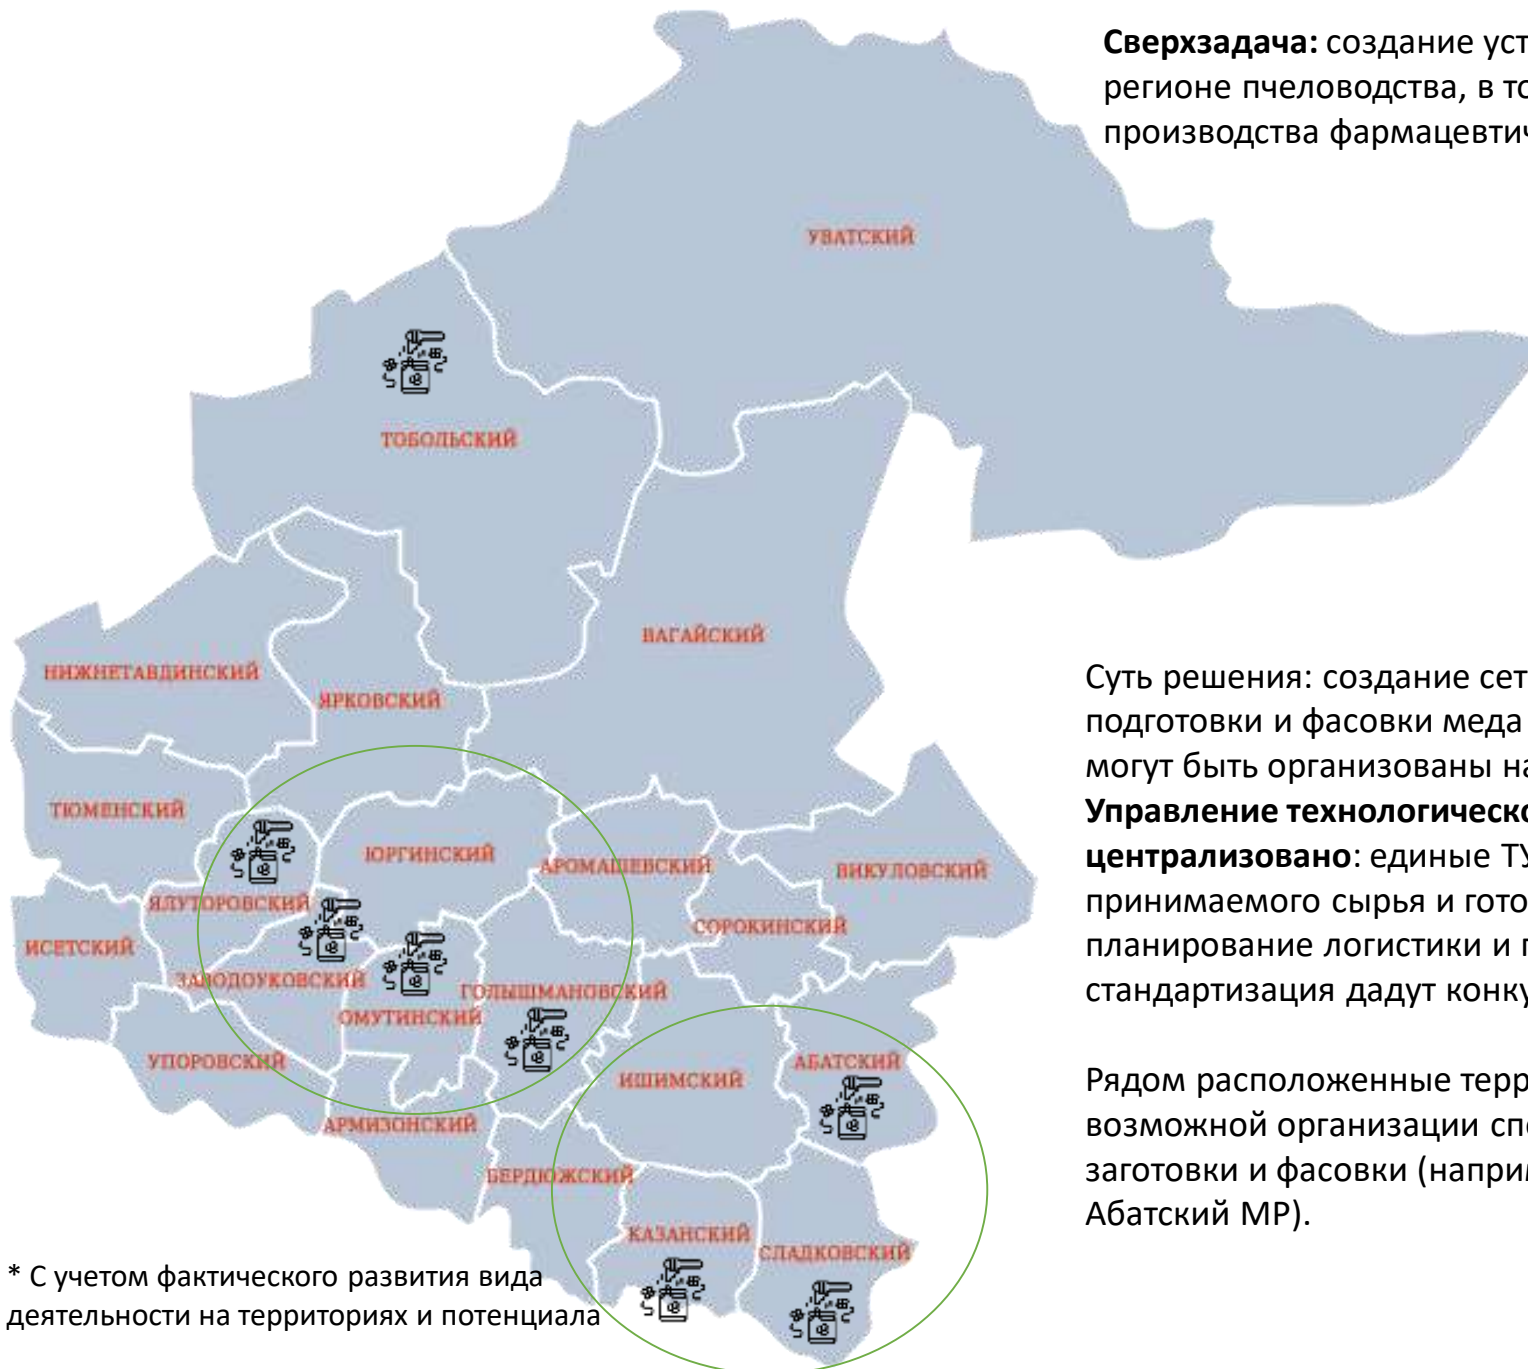 Сверхзадача: создание уст
регионе пчеловодства, в то
производства фармацевтич
УВАТСКИЙ
ТОБОЛЬСКИЙ
ВАГАЙСКИЙ
НИЖНЕТАВДИНСКИЙ
ЯРКОВСКИЙ
ТЮМЕНСКИЙ
ЮРГИНСКИЙ
АРОМАШЕВСКИЙ
ВИКУЛОВСКИЙ
ЯЛУТОРОВСКИЙ
СОРОКИНСКИЙ
ИСЕТСКИЙ
ЗАВОДОУКОВСКИЙ
ГОЛЫШМАНОВСКИЙ
ОМУТИНСКИЙ
УПОРОВСКИЙ
ИШИМСКИЙ
АБАТСКИЙ
АРМИЗОНСКИЙ
БЕРДЮЖСКИЙ
КАЗАНСКИЙ
СЛАДКОВСКИЙ
Суть решения: создание сет
подготовки и фасовки меда
могут быть организованы на
Управление технологическо
централизовано: единые ТУ
принимаемого сырья и гото
планирование логистики и п
стандартизация дадут конку
Рядом расположенные терр
возможной организации спе
заготовки и фасовки (наприм
Абатский МР).
* С учетом фактического развития вида
деятельности на территориях и потенциала